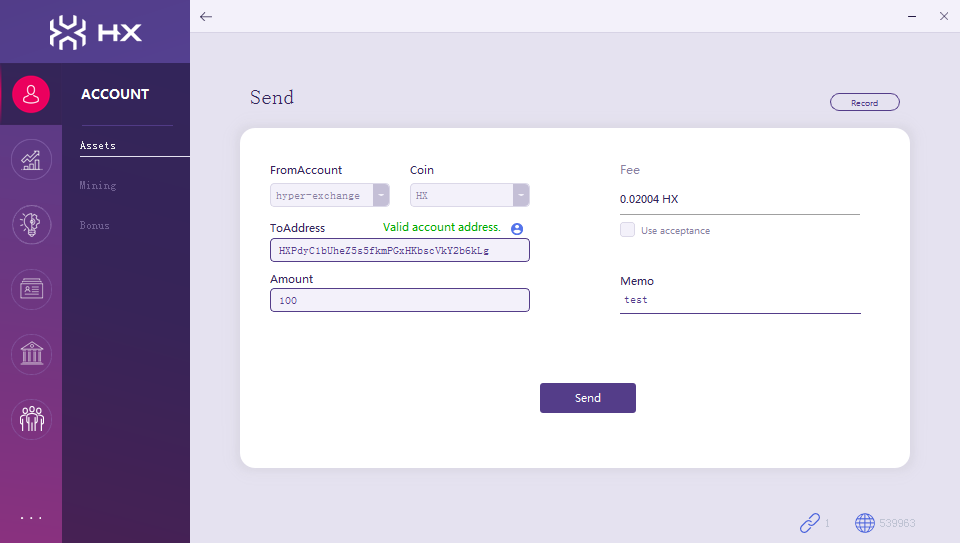 HX
ACCOUNT
Assets
Mining
Bonus
Send
Record
FromAccount
Coin
Fee
hyper-exchange
HX
0.02004 HX
ToAddress
Valid account address.
Use acceptance
HXPdyC1bUheZ5s5fkmPGxHKbscVkY2b6kLg
Amount
Memo
100
test
Send
...
1
539963